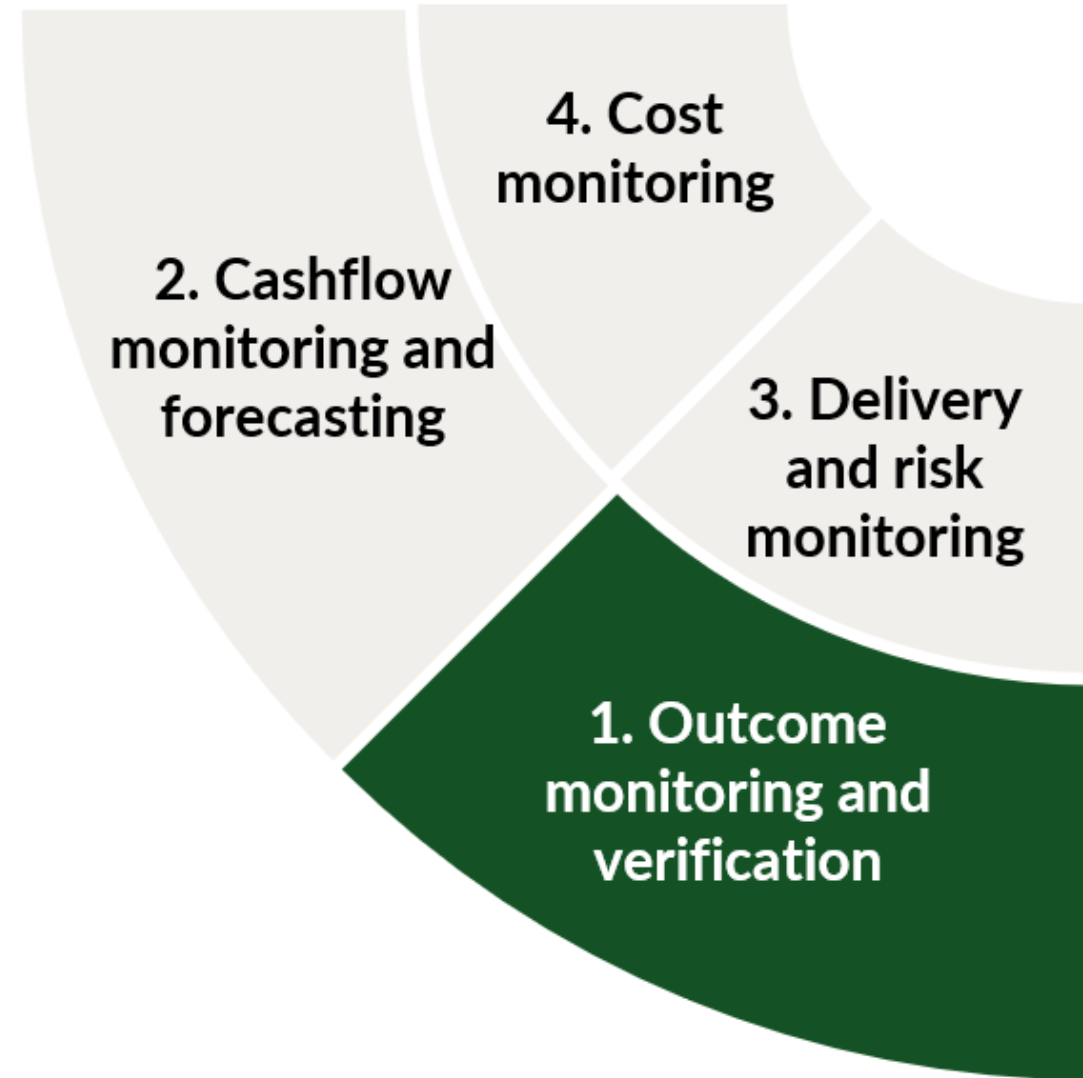 4. Cost
monitoring
2. Cashflow
monitoring and
forecasting
3. Delivery
and risk
monitoring
1. Outcome
monitoring and
verification